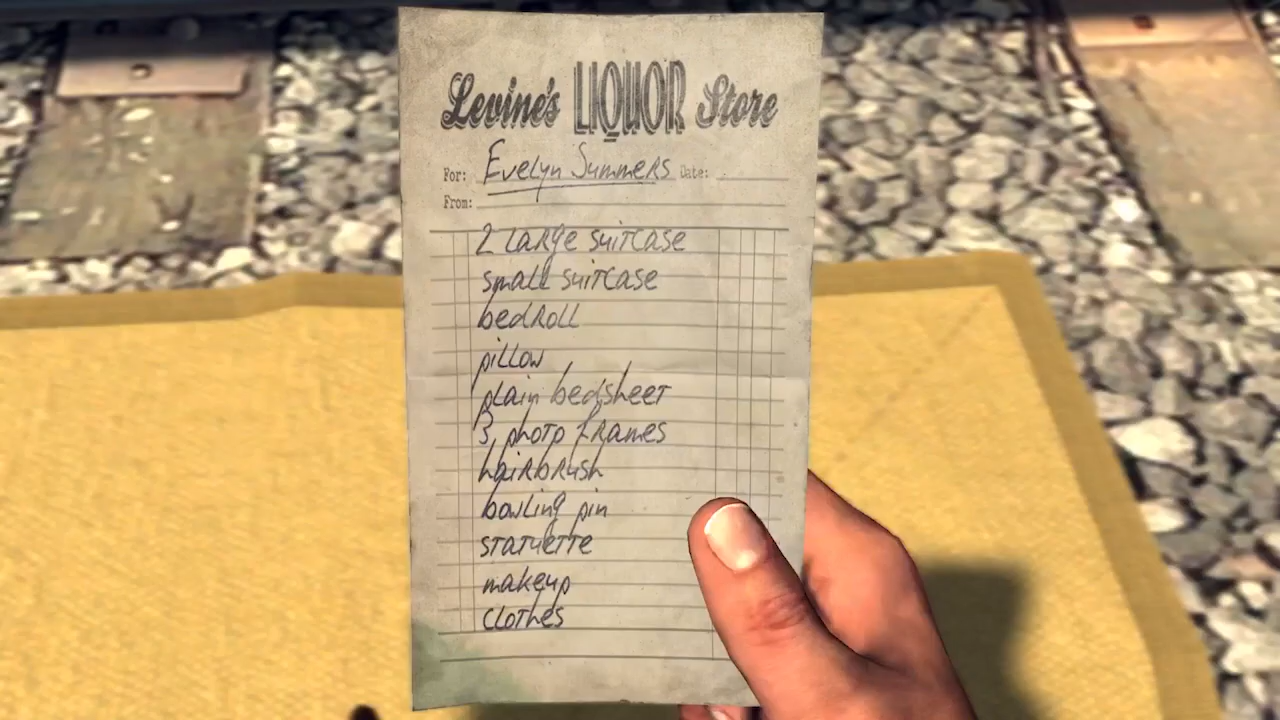 Levine's LIQUOR Store
For: Evelyn Summers Date:
From:
2 large suitcase
small suitcase
bedroll
pillow
plain bedsheet
3 photo frames
hairbrush
bowling pin
statuette
makeup
clothes